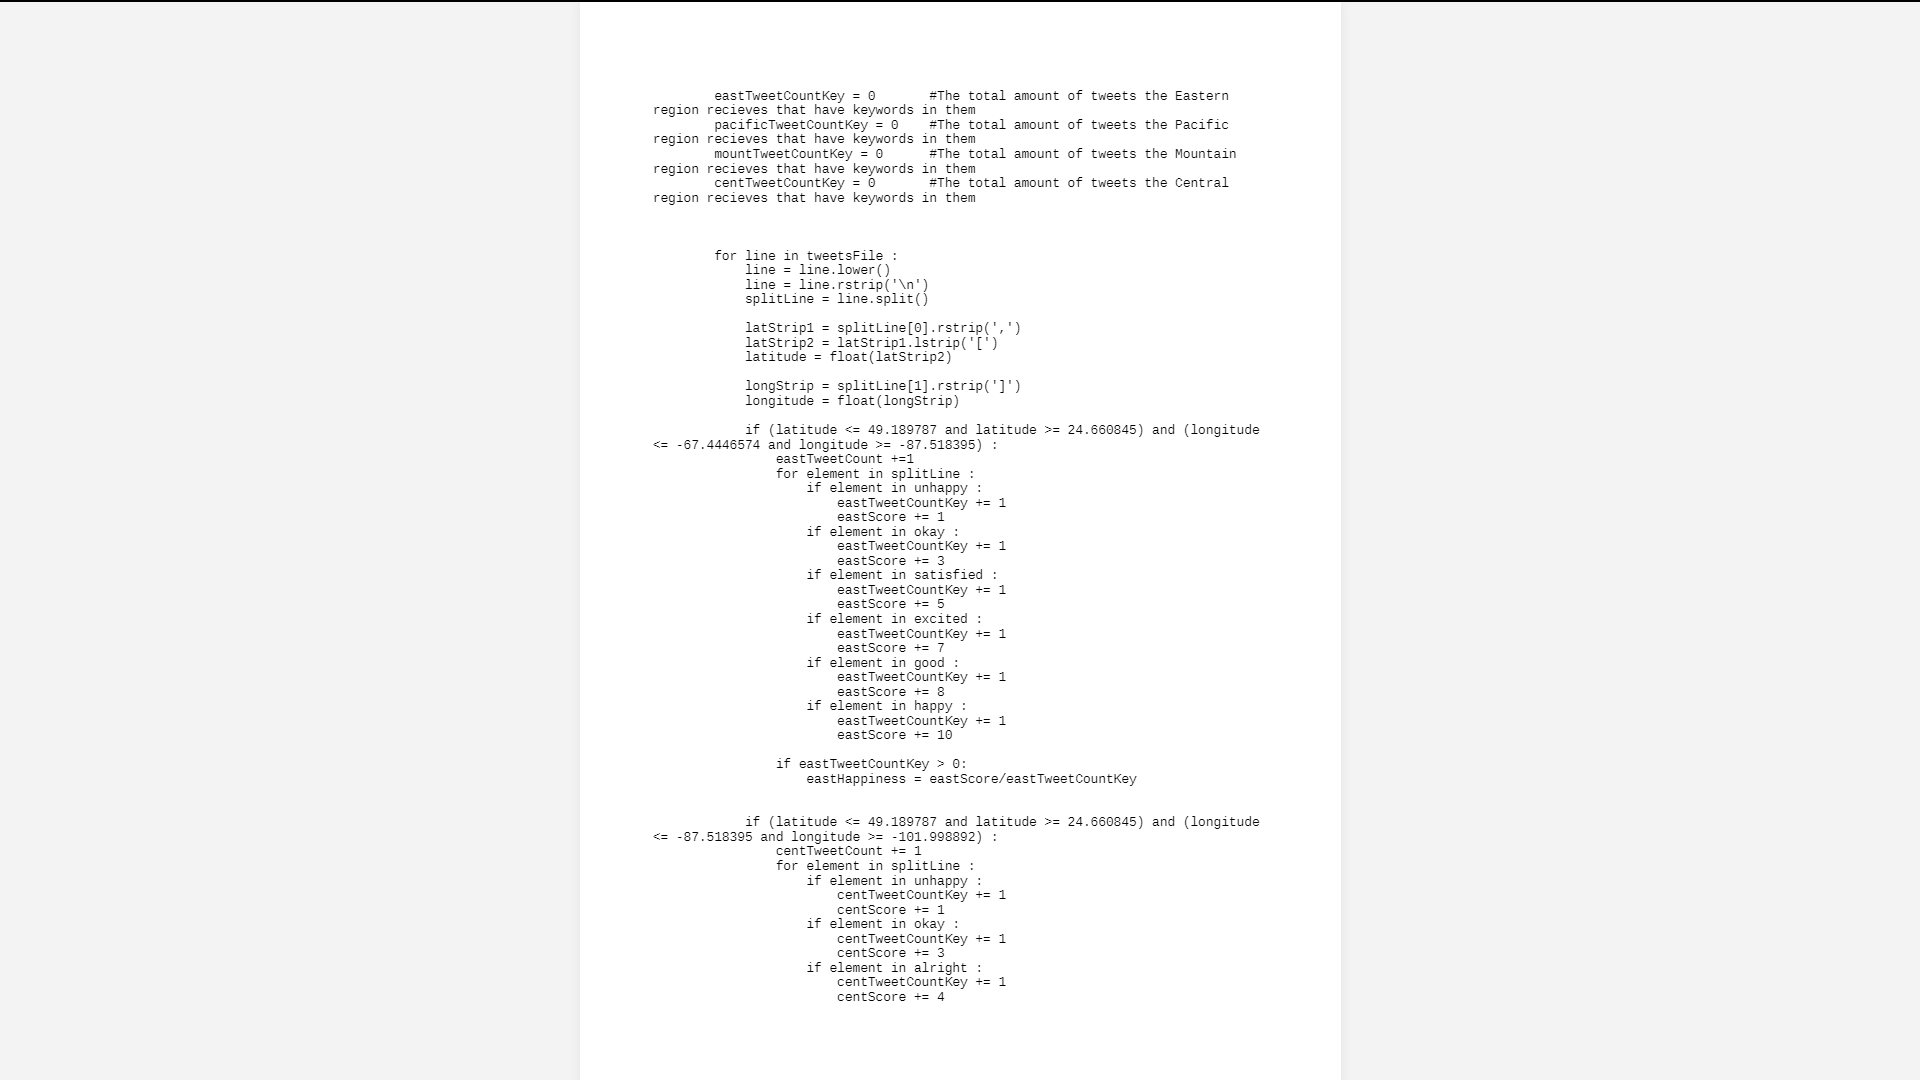 eastTweetCountKey = 0       #The total amount of tweets the Eastern
region recieves that have keywords in them
        pacificTweetCountKey = 0    #The total amount of tweets the Pacific
region recieves that have keywords in them
        mountTweetCountKey = 0      #The total amount of tweets the Mountain
region recieves that have keywords in them
        centTweetCountKey = 0       #The total amount of tweets the Central
region recieves that have keywords in them

        for line in tweetsFile :
            line = line.lower()
            line = line.rstrip('\n')
            splitLine = line.split()

            latStrip1 = splitLine[0].rstrip(',')
            latStrip2 = latStrip1.lstrip('[')
            latitude = float(latStrip2)

            longStrip = splitLine[1].rstrip(']')
            longitude = float(longStrip)

            if (latitude <= 49.189787 and latitude >= 24.660845) and (longitude
<= -67.4446574 and longitude >= -87.518395) :
                eastTweetCount +=1
                for element in splitLine :
                    if element in unhappy :
                        eastTweetCountKey += 1
                        eastScore += 1
                    if element in okay :
                        eastTweetCountKey += 1
                        eastScore += 3
                    if element in satisfied :
                        eastTweetCountKey += 1
                        eastScore += 5
                    if element in excited :
                        eastTweetCountKey += 1
                        eastScore += 7
                    if element in good :
                        eastTweetCountKey += 1
                        eastScore += 8
                    if element in happy :
                        eastTweetCountKey += 1
                        eastScore += 10

                if eastTweetCountKey > 0:
                    eastHappiness = eastScore/eastTweetCountKey

            if (latitude <= 49.189787 and latitude >= 24.660845) and (longitude
<= -87.518395 and longitude >= -101.998892) :
                centTweetCount += 1
                for element in splitLine :
                    if element in unhappy :
                        centTweetCountKey += 1
                        centScore += 1
                    if element in okay :
                        centTweetCountKey += 1
                        centScore += 3
                    if element in alright :
                        centTweetCountKey += 1
                        centScore += 4